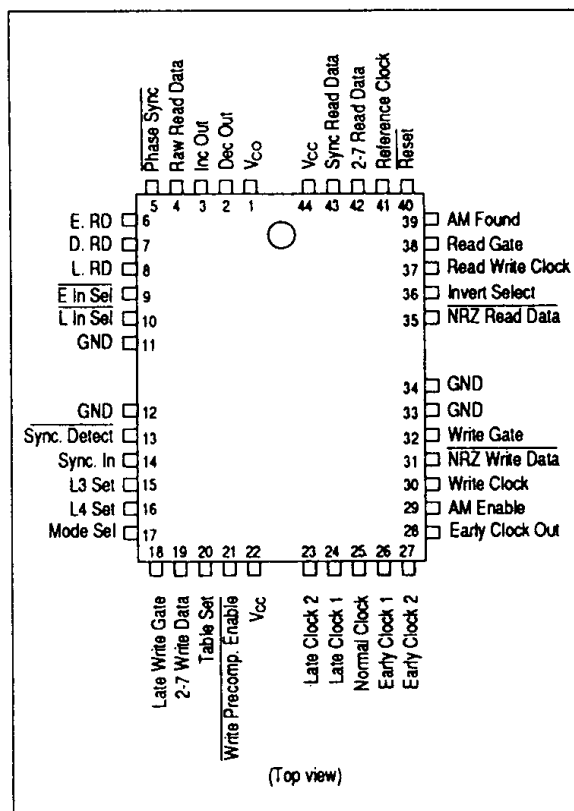 Phase Sync
Raw Read Data
Inc Out
Dec Out
VCO
VCC
Sync Read Data
2-7 Read Data
Reference Clock
Reset
5
4
3
2
1
44
43
42
41
40
E. RD
6
D. RD
7
L. RD
8
E In Sel
9
L In Sel
10
GND
11
GND
12
Sync. Detect
13
Sync. In
14
L3 Set
15
L4 Set
16
Mode Sel
17
39
AM Found
38
Read Gate
37
Read Write Clock
36
Invert Select
35
NRZ Read Data
34
GND
33
GND
32
Write Gate
31
NRZ Write Data
30
Write Clock
29
AM Enable
28
Early Clock Out
18
19
20
21
22
23
24
25
26
27
Late Write Gate
2-7 Write Data
Table Set
Write Precomp. Enable
VCC
Late Clock 2
Late Clock 1
Normal Clock
Early Clock 1
Early Clock 2
(Top view)